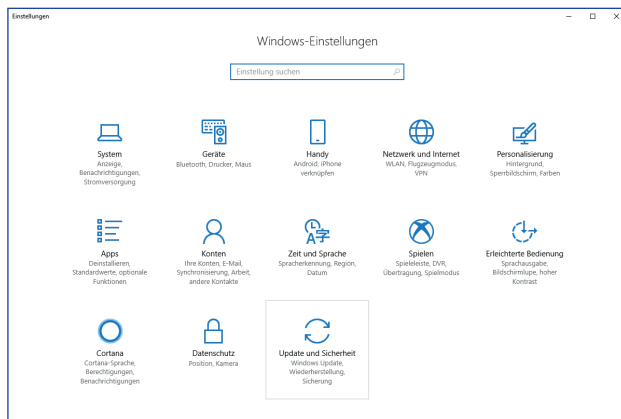 Einstellungen
Windows-Einstellungen
Einstellung suchen
System
Anzeige,
Benachrichtigungen,
Stromversorgung
Geräte
Bluetooth, Drucker, Maus
Handy
Android, iPhone
verknüpfen
Netzwerk und Internet
WLAN, Flugzeugmodus,
VPN
Personalisierung
Hintergrund,
Sperrbildschirm, Farben
Apps
Deinstallieren,
Standardwerte, optionale
Funktionen
Konten
Ihre Konten, E-Mail,
Synchronisierung, Arbeit,
andere Kontakte
Zeit und Sprache
Spracherkennung, Region,
Datum
Spielen
Spieleleiste, DVR,
Übertragung, Spielmodus
Erleichterte Bedienung
Sprachausgabe,
Bildschirmlupe, hoher
Kontrast
Cortana
Cortana-Sprache,
Berechtigungen,
Benachrichtigungen
Datenschutz
Position, Kamera
Update und Sicherheit
Windows Update,
Wiederherstellung,
Sicherung